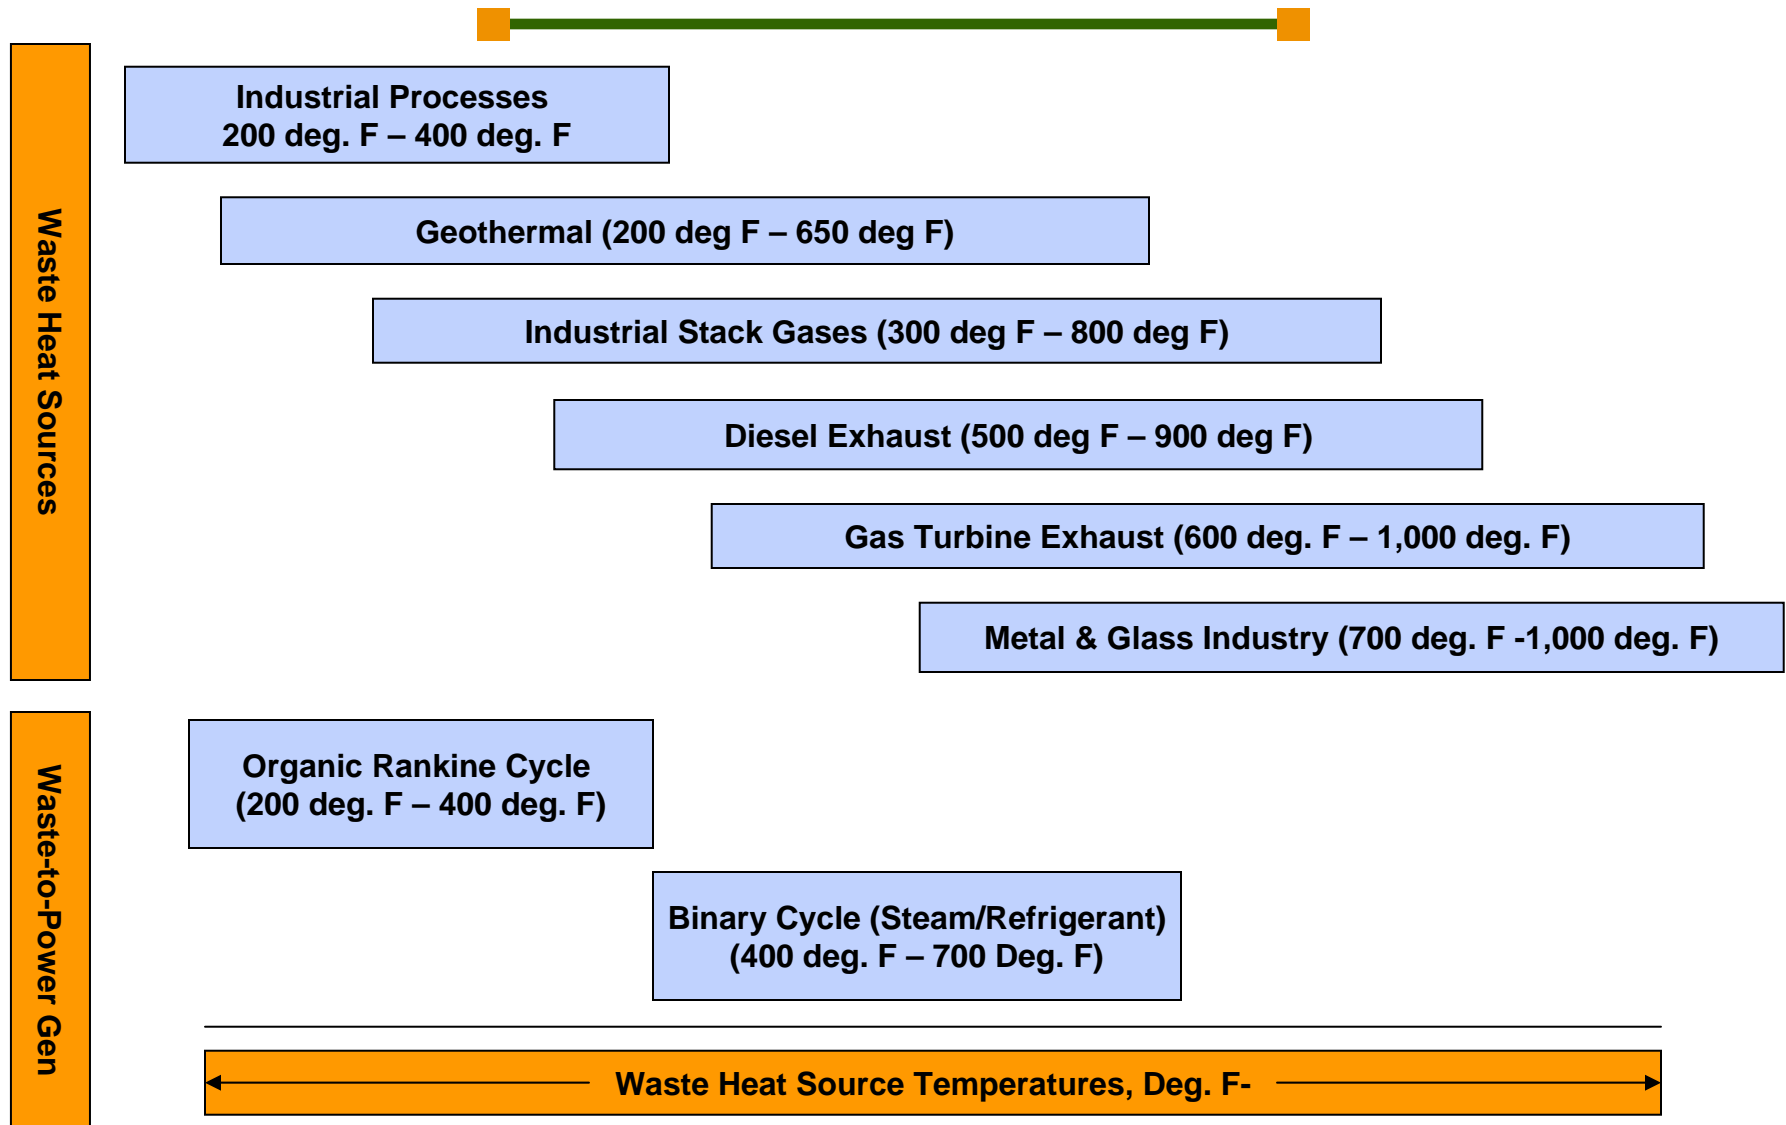 Waste Heat Sources
Industrial Processes
200 deg. F – 400 deg. F
Geothermal (200 deg F – 650 deg F)
Industrial Stack Gases (300 deg F – 800 deg F)
Diesel Exhaust (500 deg F – 900 deg F)
Gas Turbine Exhaust (600 deg. F – 1,000 deg. F)
Metal & Glass Industry (700 deg. F -1,000 deg. F)
Waste-to-Power Gen
Organic Rankine Cycle
(200 deg. F – 400 deg. F)
Binary Cycle (Steam/Refrigerant)
(400 deg. F – 700 Deg. F)
Waste Heat Source Temperatures, Deg. F-